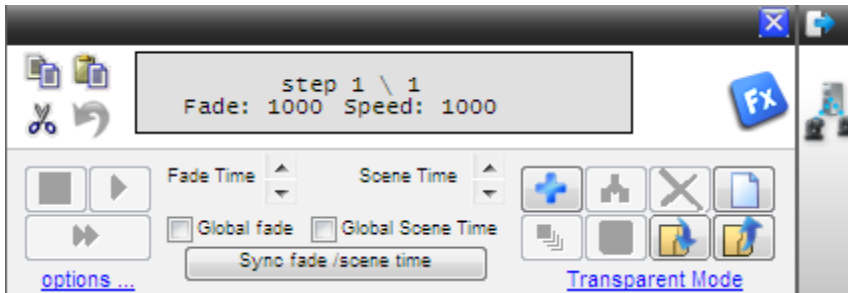 step 1 \ 1
Fade: 1000 Speed: 1000
Fx
Fade Time Scene Time
Global fade Global Scene Time
Sync fade /scene time
options ... Transparent Mode